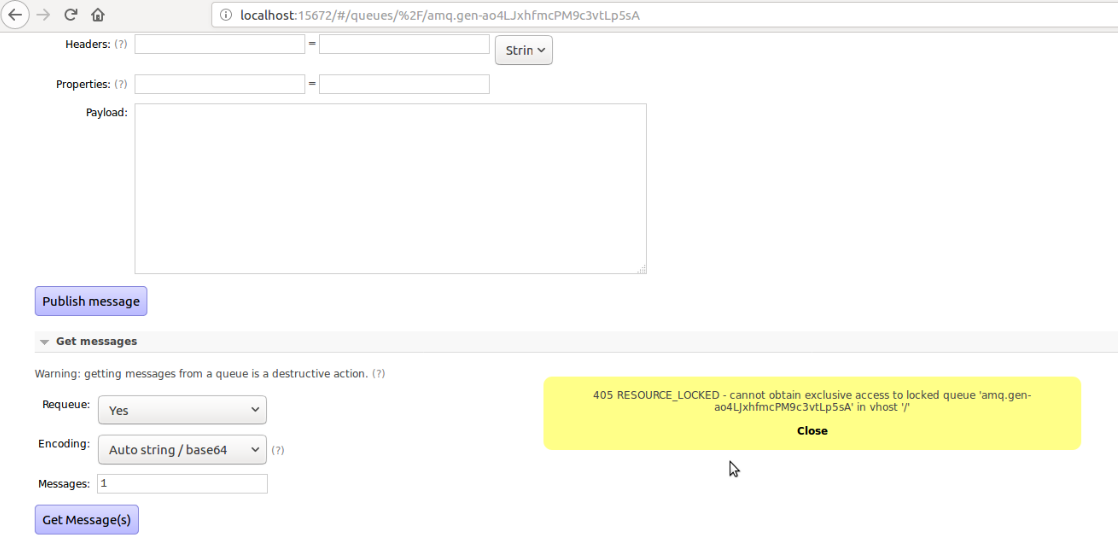 localhost:15672/#/queues/%2F/amq.gen-ao4LJxhfmcPM9c3vtLp5sA
Headers: (?) = Strin
Properties: (?) =
Payload:
Publish message
Get messages
Warning: getting messages from a queue is a destructive action. (?)
Requeue: Yes
Encoding: Auto string / base64 (?)
Messages: 1
Get Message(s)
405 RESOURCE_LOCKED - cannot obtain exclusive access to locked queue 'amq.gen-
ao4LJxhfmcPM9c3vtLp5sA' in vhost '/'
Close